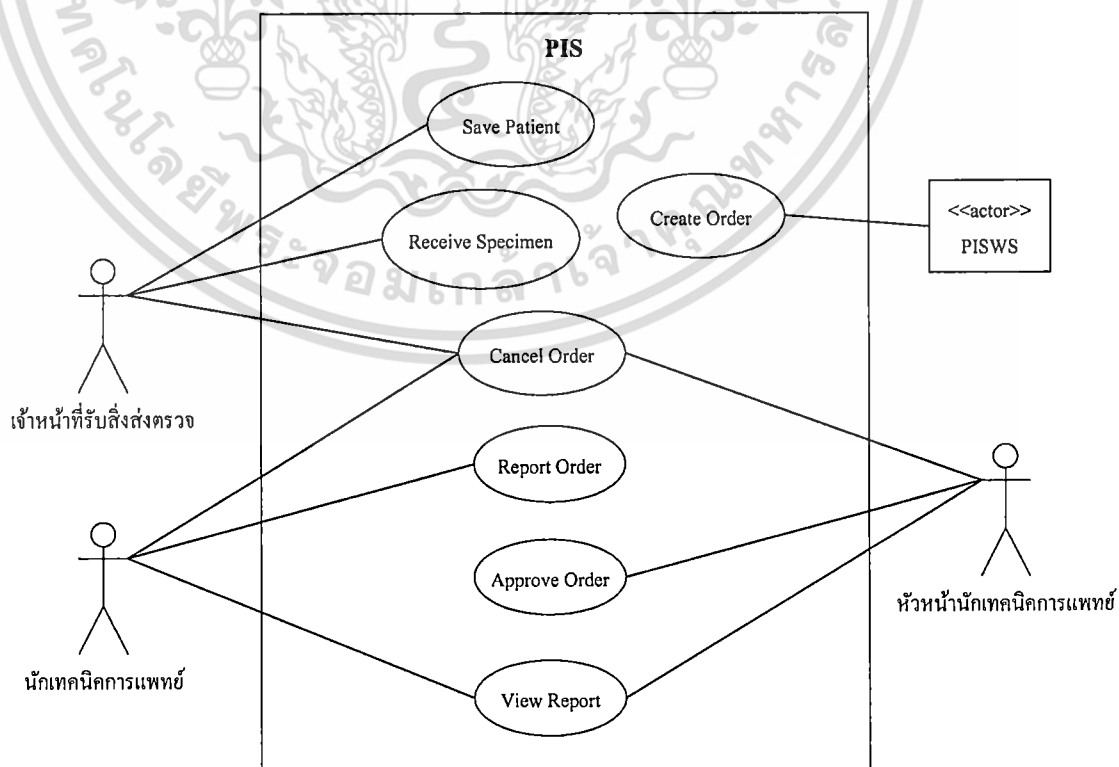 PIS
Save Patient
Create Order
<<actor>>
PISWS
Receive Specimen
Cancel Order
เจ้าหน้าที่รับสิ่งส่งตรวจ
Report Order
Approve Order
หัวหน้านักเทคนิคการแพทย์
นักเทคนิคการแพทย์
View Report